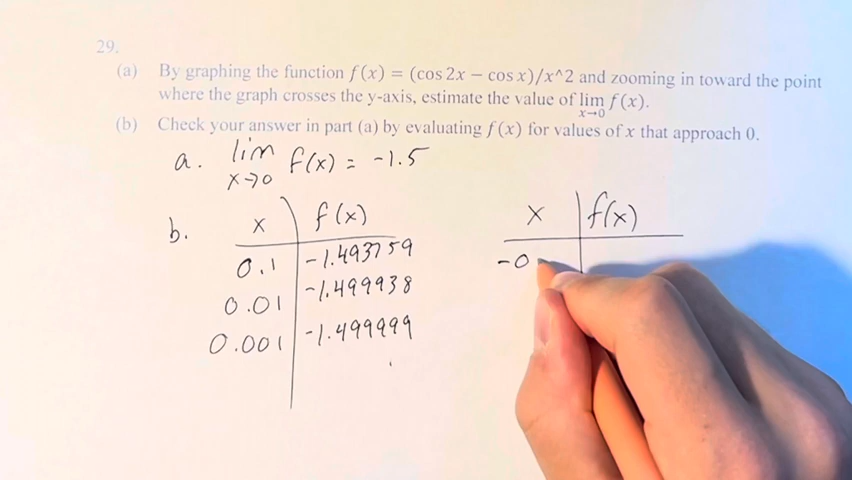 29.
(a) By graphing the function f(x) = (cos 2x − cos x)/x^2 and zooming in toward the point
where the graph crosses the y-axis, estimate the value of lim f(x).
x→0
(b) Check your answer in part (a) by evaluating f(x) for values of x that approach 0.
a. lim f(x) = -1.5
x→0
b. x f(x)
0.1 -1.493759
0.01 -1.499938
0.001 -1.499999
x f(x)
-0